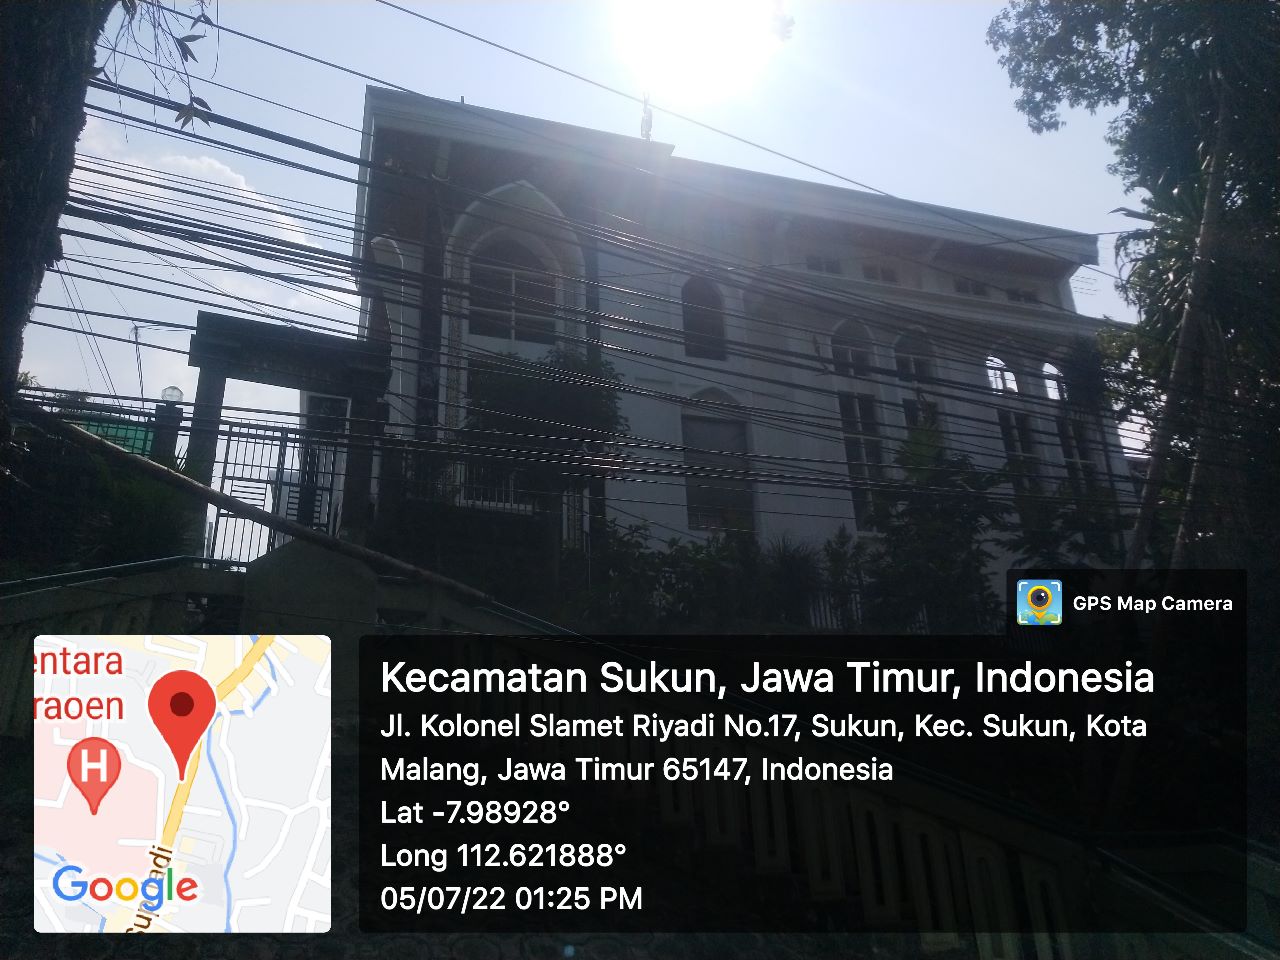 GPS Map Camera
Kecamatan Sukun, Jawa Timur, Indonesia
Jl. Kolonel Slamet Riyadi No.17, Sukun, Kec. Sukun, Kota
Malang, Jawa Timur 65147, Indonesia
Lat -7.98928°
Long 112.621888°
05/07/22 01:25 PM
entara
raoen
H
Google